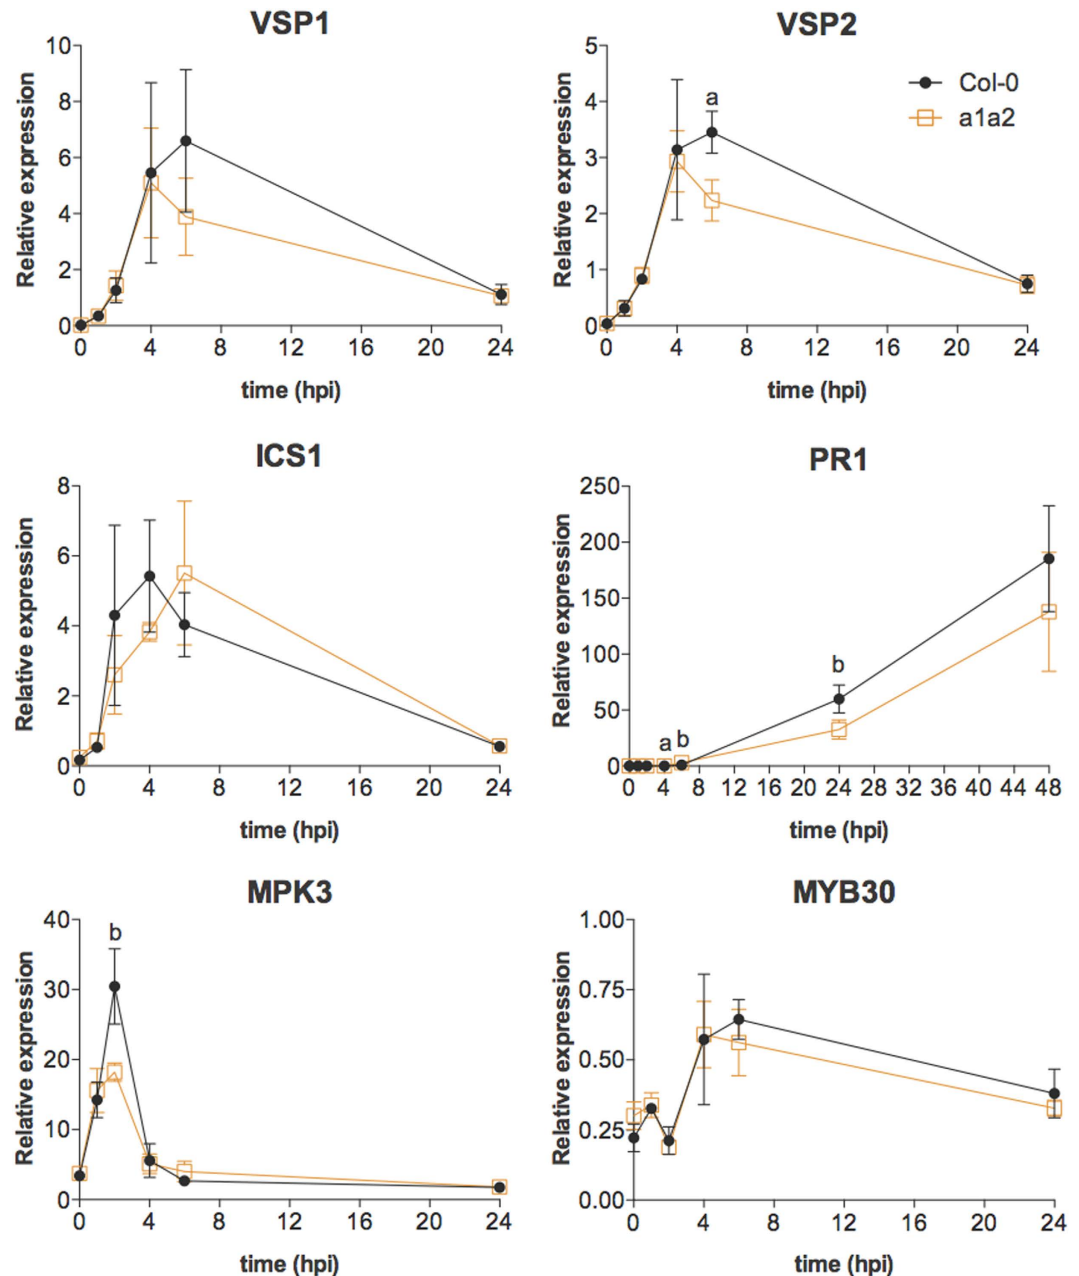 VSP1
Relative expression
10
8
6
4
2
0
0 4 8 12 16 20 24
time (hpi)
VSP2
Relative expression
5
4
3
2
1
0
a
Col-0
a1a2
0 4 8 12 16 20 24
time (hpi)
ICS1
Relative expression
8
6
4
2
0
0 4 8 12 16 20 24
time (hpi)
PR1
Relative expression
250
200
150
100
50
0
a b
b
0 4 8 12 16 20 24 28 32 36 40 44 48
time (hpi)
MPK3
Relative expression
40
30
20
10
0
b
0 4 8 12 16 20 24
time (hpi)
MYB30
Relative expression
1.00
0.75
0.50
0.25
0.00
0 4 8 12 16 20 24
time (hpi)